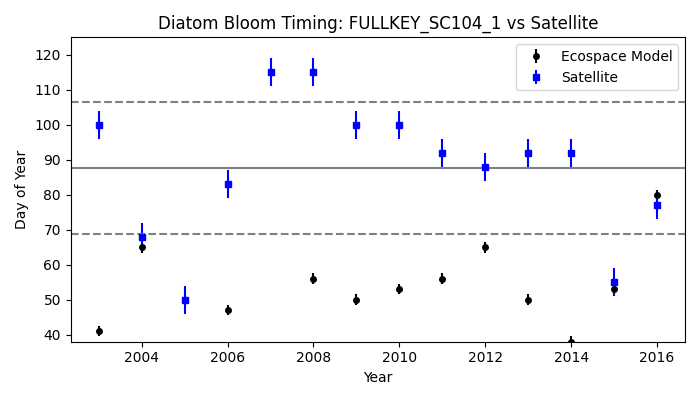 Diatom Bloom Timing: FULLKEY_SC104_1 vs Satellite
Ecospace Model
Satellite
Day of Year
120
110
100
90
80
70
60
50
40
2004 2006 2008 2010 2012 2014 2016
Year